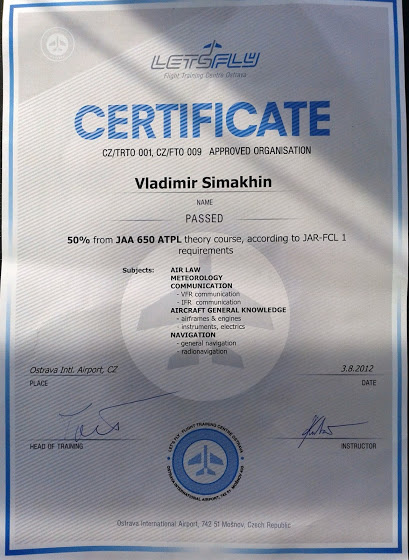 LETS FLY
Flight Training Centre Ostrava
CERTIFICATE
CZ/TRTO 001, CZ/FTO 009 APPROVED ORGANISATION
Vladimir Simakhin
NAME
PASSED
50% from JAA 650 ATPL theory course, according to JAR-FCL 1
requirements
Subjects: AIR LAW
METEOROLOGY
COMMUNICATION
- VFR communication
- IFR communication
AIRCRAFT GENERAL KNOWLEDGE
- airframes & engines
- instruments, electrics
NAVIGATION
- general navigation
- radionavigation
Ostrava Intl. Airport, CZ 3.8.2012
PLACE DATE
HEAD OF TRAINING INSTRUCTOR
LET'S FLY, FLIGHT TRAINING CENTRE OSTRAVA
OSTRAVA INTERNATIONAL AIRPORT, 742 51
Ostrava International Airport, 742 51 Mošnov, Czech Republic